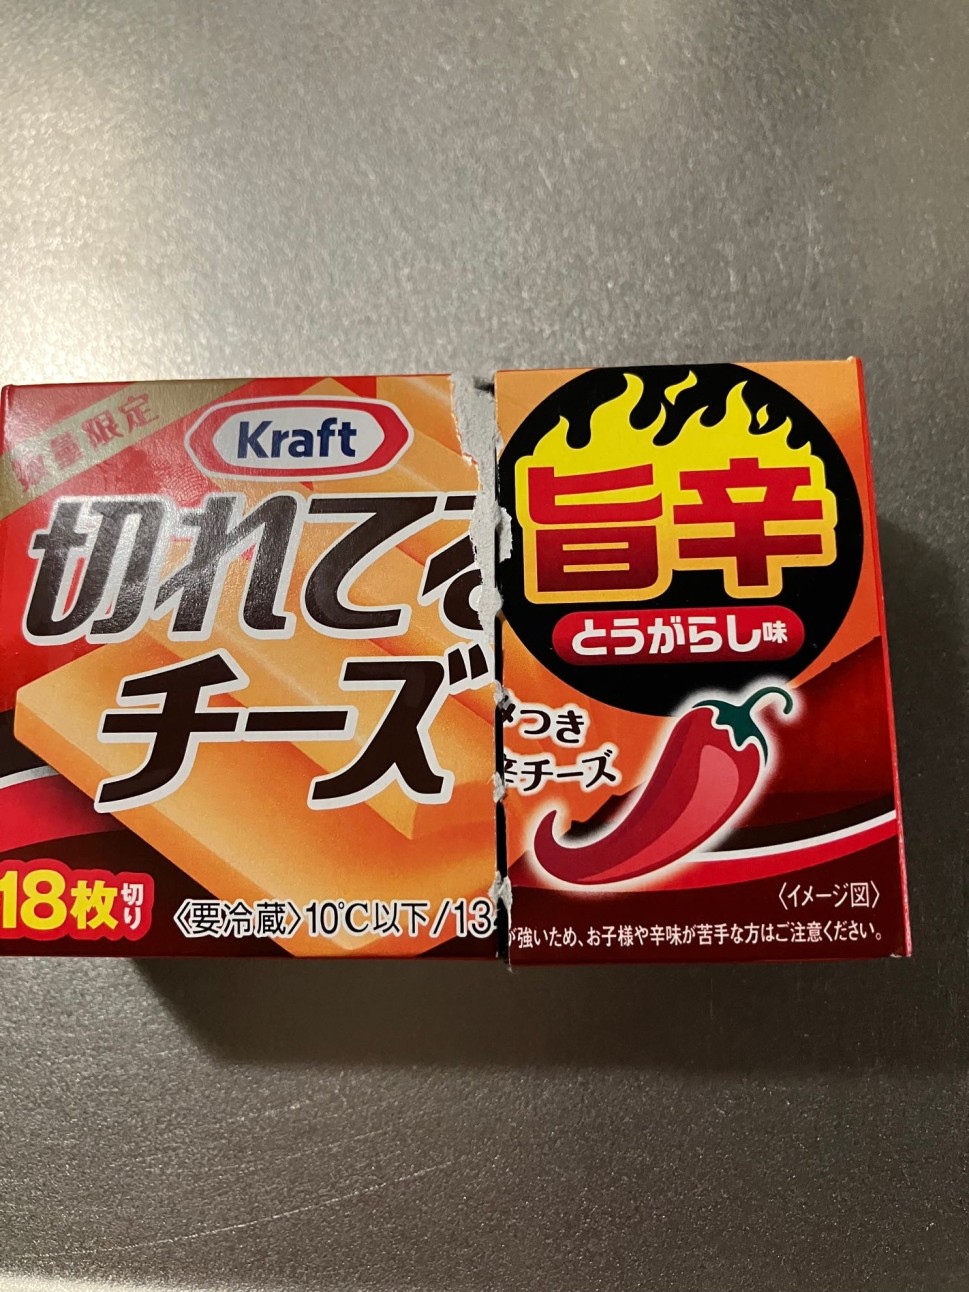 数量限定
Kraft
切れてる
チーズ
旨辛
とうがらし味
つき
辛チーズ
18枚切り
〈要冷蔵〉10℃以下/13
〈イメージ図〉
が強いため、お子様や辛味が苦手な方はご注意ください。